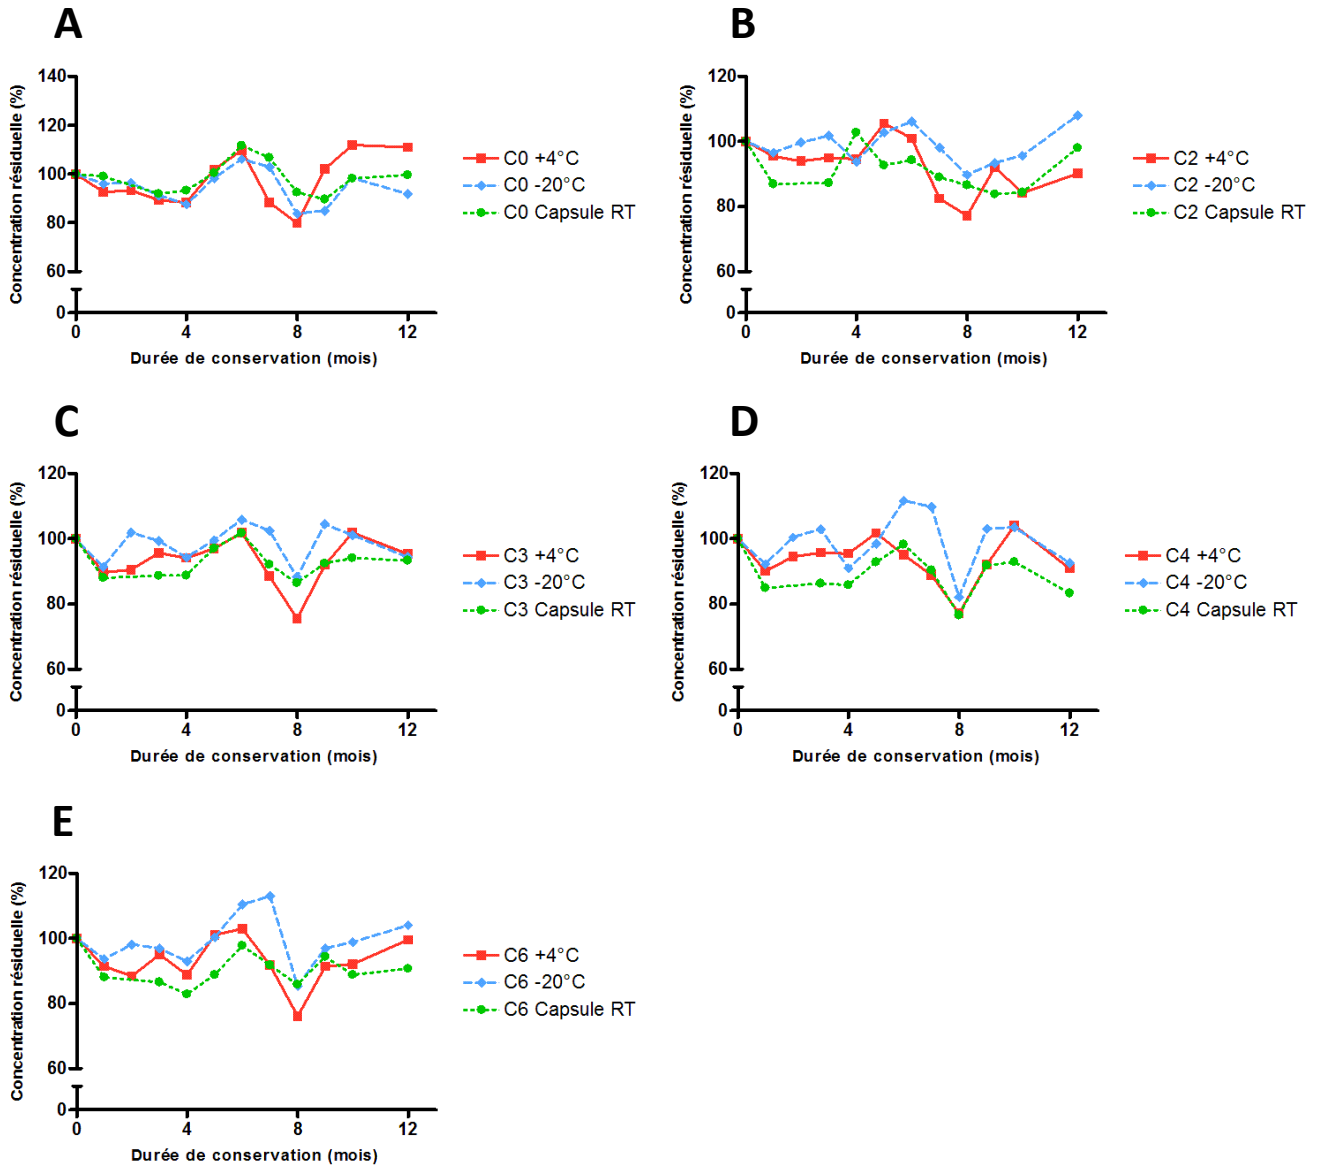 A
Concentration résiduelle (%)
140
120
100
80
60
0
0 4 8 12
Durée de conservation (mois)
C0 +4°C
C0 -20°C
C0 Capsule RT
B
Concentration résiduelle (%)
120
100
80
60
0
0 4 8 12
Durée de conservation (mois)
C2 +4°C
C2 -20°C
C2 Capsule RT
C
Concentration résiduelle (%)
120
100
80
60
0
0 4 8 12
Durée de conservation (mois)
C3 +4°C
C3 -20°C
C3 Capsule RT
D
Concentration résiduelle (%)
120
100
80
60
0
0 4 8 12
Durée de conservation (mois)
C4 +4°C
C4 -20°C
C4 Capsule RT
E
Concentration résiduelle (%)
120
100
80
60
0
0 4 8 12
Durée de conservation (mois)
C6 +4°C
C6 -20°C
C6 Capsule RT